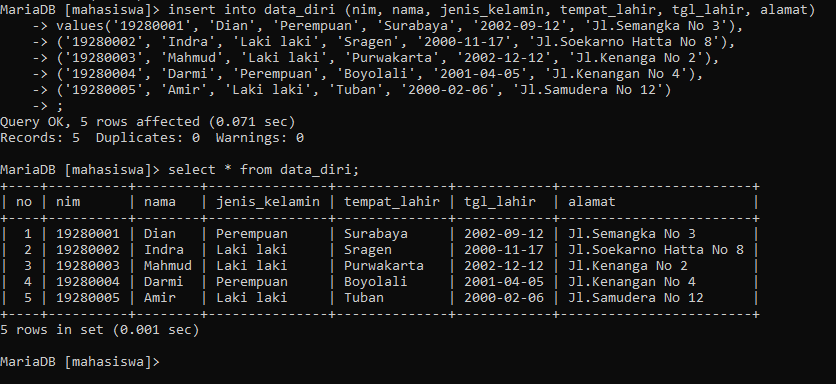 MariaDB [mahasiswa]> insert into data_diri (nim, nama, jenis_kelamin, tempat_lahir, tgl_lahir, alamat)
    -> values('19280001', 'Dian', 'Perempuan', 'Surabaya', '2002-09-12', 'Jl.Semangka No 3'),
    -> ('19280002', 'Indra', 'Laki laki', 'Sragen', '2000-11-17', 'Jl.Soekarno Hatta No 8'),
    -> ('19280003', 'Mahmud', 'Laki laki', 'Purwakarta', '2002-12-12', 'Jl.Kenanga No 2'),
    -> ('19280004', 'Darmi', 'Perempuan', 'Boyolali', '2001-04-05', 'Jl.Kenangan No 4'),
    -> ('19280005', 'Amir', 'Laki laki', 'Tuban', '2000-02-06', 'Jl.Samudera No 12')
    -> ;
Query OK, 5 rows affected (0.071 sec)
Records: 5  Duplicates: 0  Warnings: 0

MariaDB [mahasiswa]> select * from data_diri;
+----+----------+--------+---------------+--------------+------------+------------------------+
| no | nim      | nama   | jenis_kelamin | tempat_lahir | tgl_lahir  | alamat                 |
+----+----------+--------+---------------+--------------+------------+------------------------+
|  1 | 19280001 | Dian   | Perempuan     | Surabaya     | 2002-09-12 | Jl.Semangka No 3       |
|  2 | 19280002 | Indra  | Laki laki     | Sragen       | 2000-11-17 | Jl.Soekarno Hatta No 8 |
|  3 | 19280003 | Mahmud | Laki laki     | Purwakarta   | 2002-12-12 | Jl.Kenanga No 2        |
|  4 | 19280004 | Darmi  | Perempuan     | Boyolali     | 2001-04-05 | Jl.Kenangan No 4       |
|  5 | 19280005 | Amir   | Laki laki     | Tuban        | 2000-02-06 | Jl.Samudera No 12      |
+----+----------+--------+---------------+--------------+------------+------------------------+
5 rows in set (0.001 sec)

MariaDB [mahasiswa]>